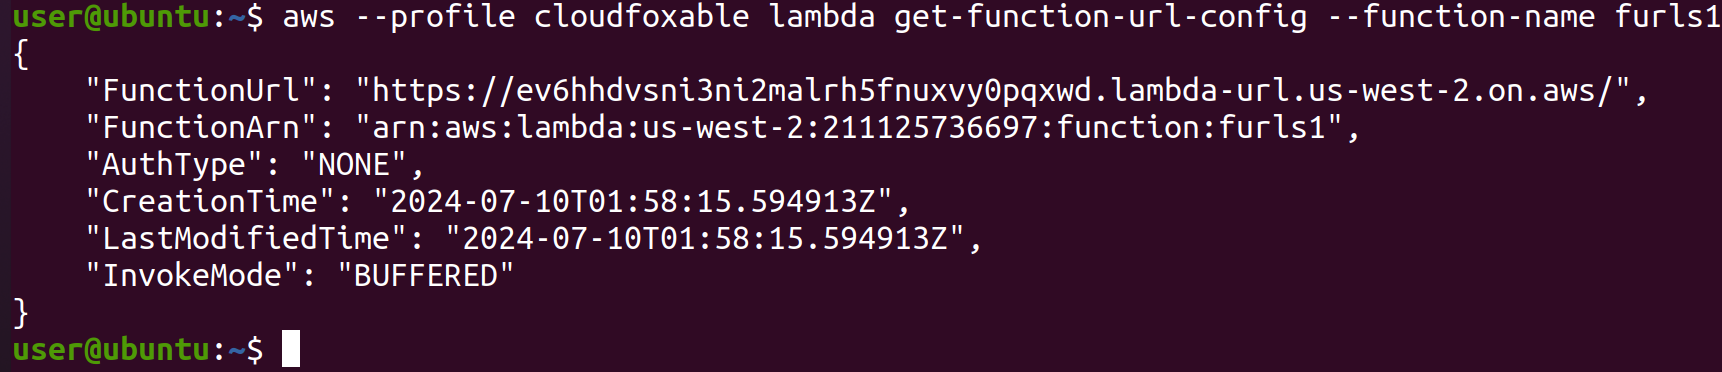 user@ubuntu:~$ aws --profile cloudfoxable lambda get-function-url-config --function-name furls1
{
    "FunctionUrl": "https://ev6hhdvsni3ni2malrh5fnuxvy0pqxwd.lambda-url.us-west-2.on.aws/",
    "FunctionArn": "arn:aws:lambda:us-west-2:211125736697:function:furls1",
    "AuthType": "NONE",
    "CreationTime": "2024-07-10T01:58:15.594913Z",
    "LastModifiedTime": "2024-07-10T01:58:15.594913Z",
    "InvokeMode": "BUFFERED"
}
user@ubuntu:~$